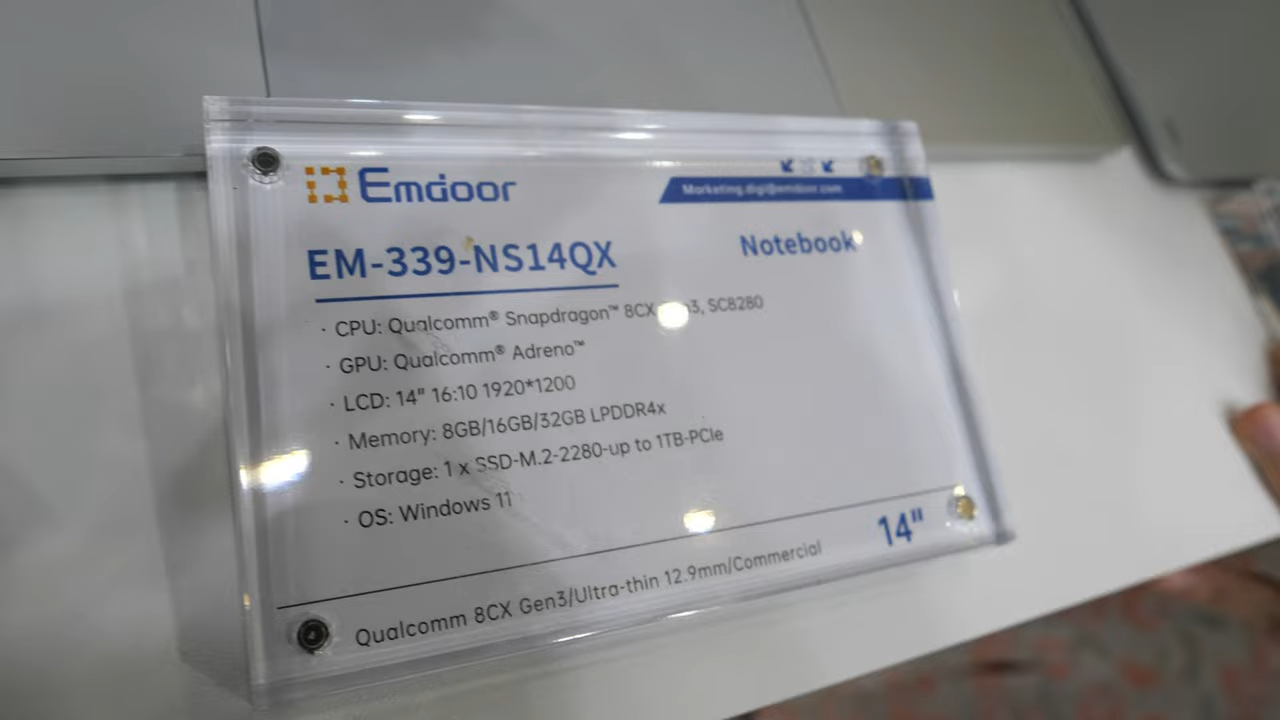 Emdoor
Marketing.digi@emdoor.com
EM-339-NS14QX
Notebook
· CPU: Qualcomm® Snapdragon™ 8CX SC8280
· GPU: Qualcomm® Adreno™
· LCD: 14" 16:10 1920*1200
· Memory: 8GB/16GB/32GB LPDDR4x
· Storage: 1 x SSD-M.2-2280-up to 1TB-PCIe
· OS: Windows 11
14"
Qualcomm 8CX Gen3/Ultra-thin 12.9mm/Commercial